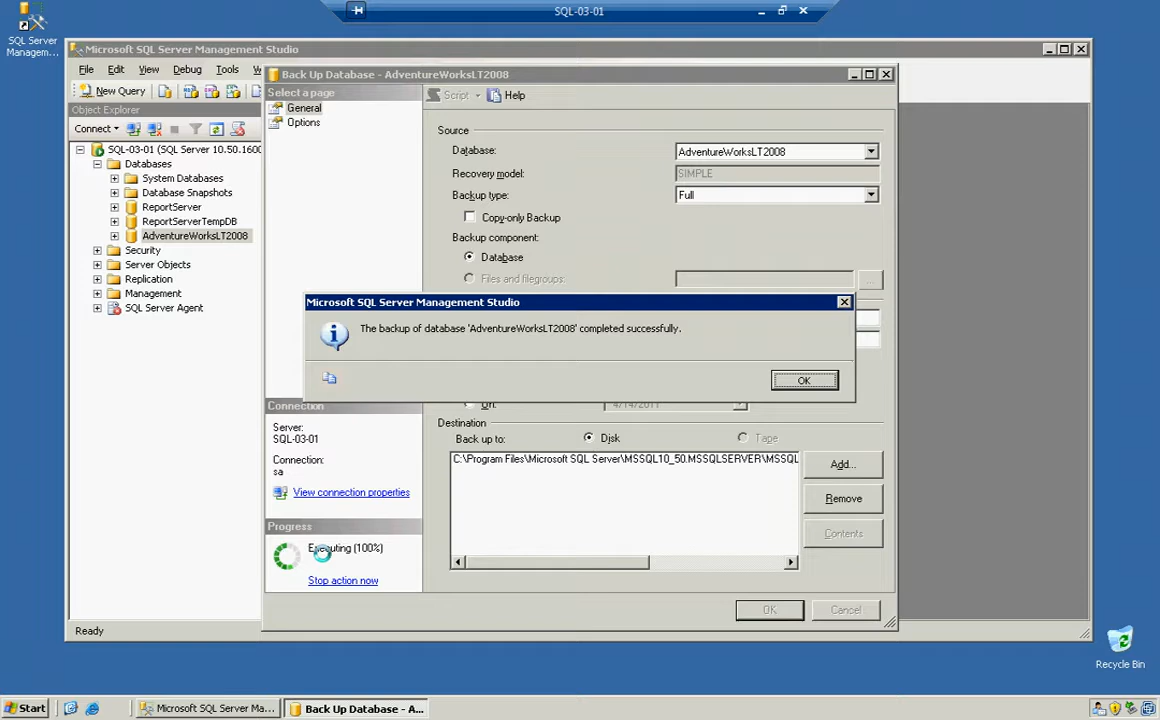 SQL-03-01
SQL Server
Managem...
Microsoft SQL Server Management Studio
File Edit View Debug Tools
New Query
Object Explorer
Connect
SQL-03-01 (SQL Server 10.50.1600
Databases
System Databases
Database Snapshots
ReportServer
ReportServerTempDB
AdventureWorksLT2008
Security
Server Objects
Replication
Management
SQL Server Agent
Ready
Back Up Database - AdventureWorksLT2008
Select a page
General
Options
Script
Help
Source
Database:
AdventureWorksLT2008
Recovery model:
SIMPLE
Backup type:
Full
Copy-only Backup
Backup component:
Database
Files and filegroups:
...
Microsoft SQL Server Management Studio
The backup of database 'AdventureWorksLT2008' completed successfully.
OK
On:
4/14/2011
Connection
Server:
SQL-03-01
Connection:
sa
View connection properties
Progress
Executing (100%)
Stop action now
Destination
Back up to:
Disk
Tape
C:\Program Files\Microsoft SQL Server\MSSQL10_50.MSSQLSERVER\MSSQL
Add...
Remove
Contents
OK
Cancel
Recycle Bin
Start
Microsoft SQL Server Ma...
Back Up Database - A...